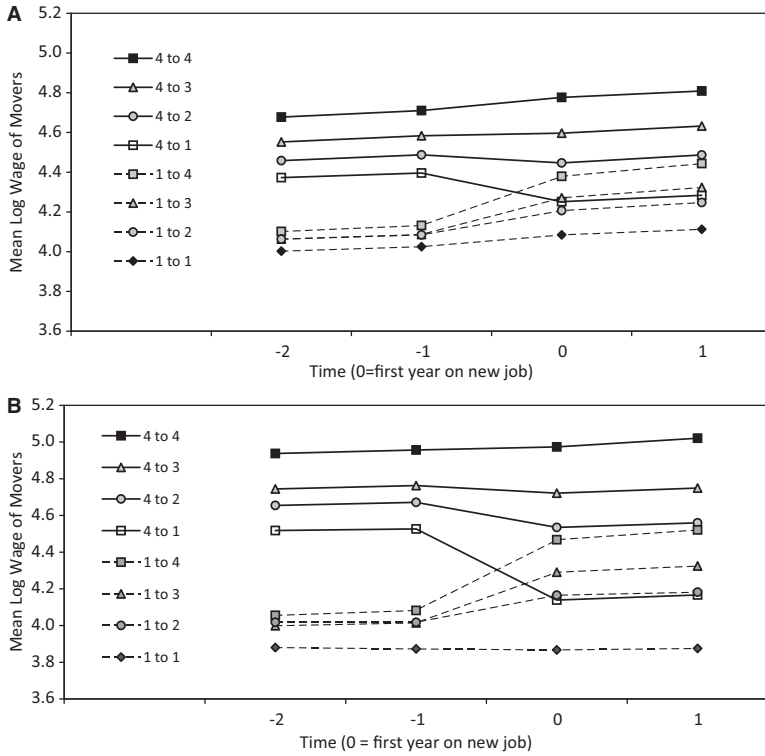 A
5.2
5.0
4.8
4.6
4.4
4.2
4.0
3.8
3.6
Mean Log Wage of Movers
4 to 4
4 to 3
4 to 2
4 to 1
1 to 4
1 to 3
1 to 2
1 to 1
-2 -1 0 1
Time (0=first year on new job)
B
5.2
5.0
4.8
4.6
4.4
4.2
4.0
3.8
3.6
Mean Log Wage of Movers
4 to 4
4 to 3
4 to 2
4 to 1
1 to 4
1 to 3
1 to 2
1 to 1
-2 -1 0 1
Time (0 = first year on new job)